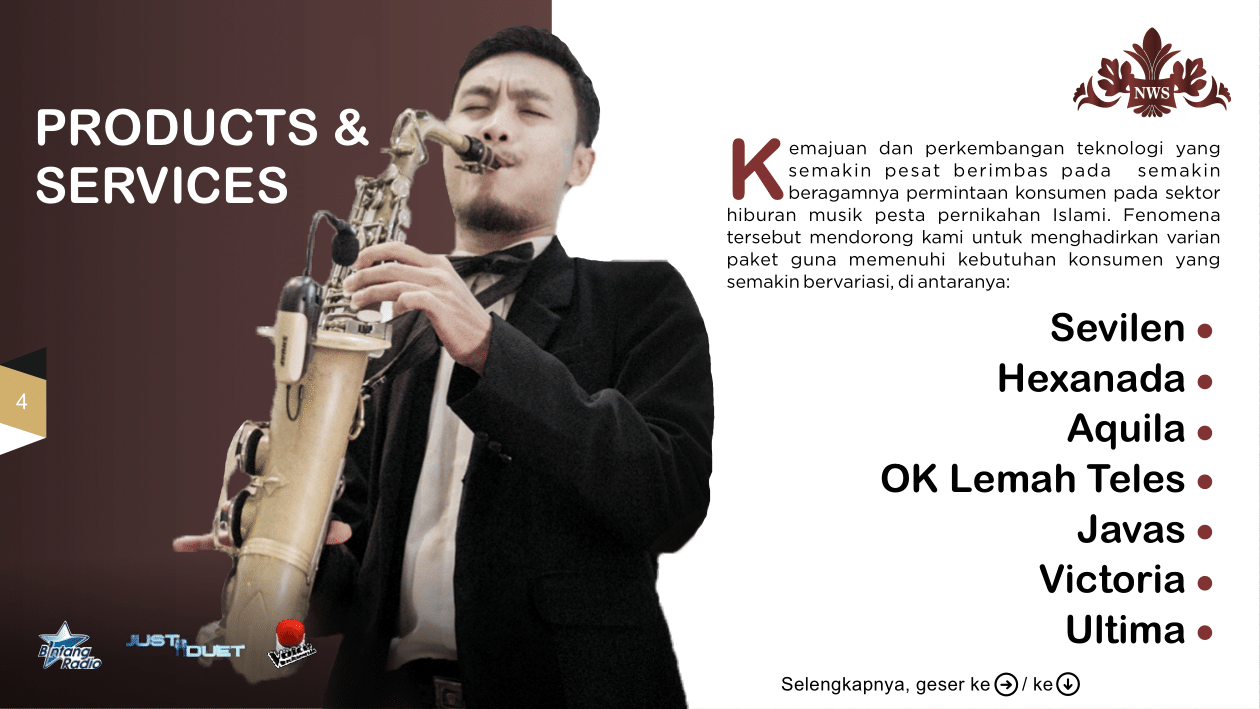 PRODUCTS &
SERVICES
NWS
Kemajuan dan perkembangan teknologi yang
semakin pesat berimbas pada semakin
beragamnya permintaan konsumen pada sektor
hiburan musik pesta pernikahan Islami. Fenomena
tersebut mendorong kami untuk menghadirkan varian
paket guna memenuhi kebutuhan konsumen yang
semakin bervariasi, di antaranya:
Sevilen
Hexanada
Aquila
OK Lemah Teles
Javas
Victoria
Ultima
4
Bintang
Radio
JUST
DUET
The
Voice
Selengkapnya, geser ke / ke